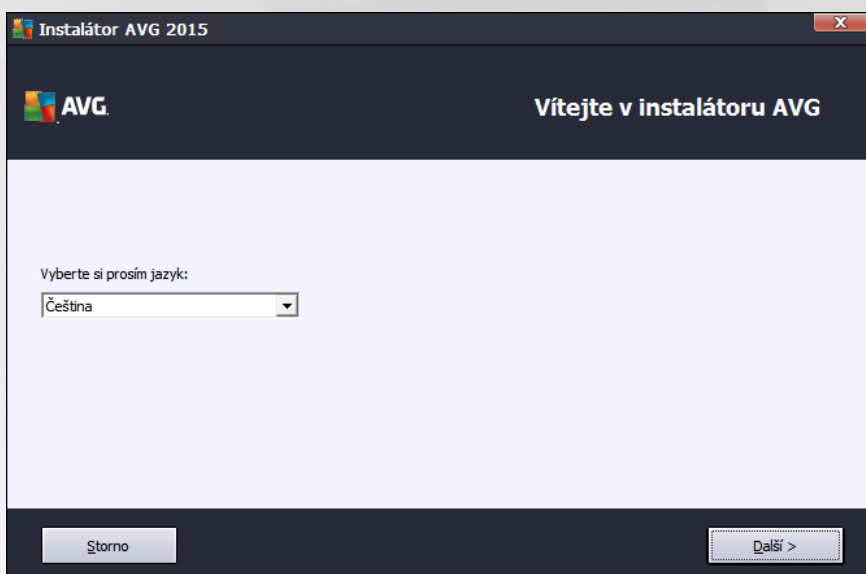 Instalátor AVG 2015
X
AVG.
Vítejte v instalátoru AVG
Vyberte si prosím jazyk:
Čeština
Storno
Další >